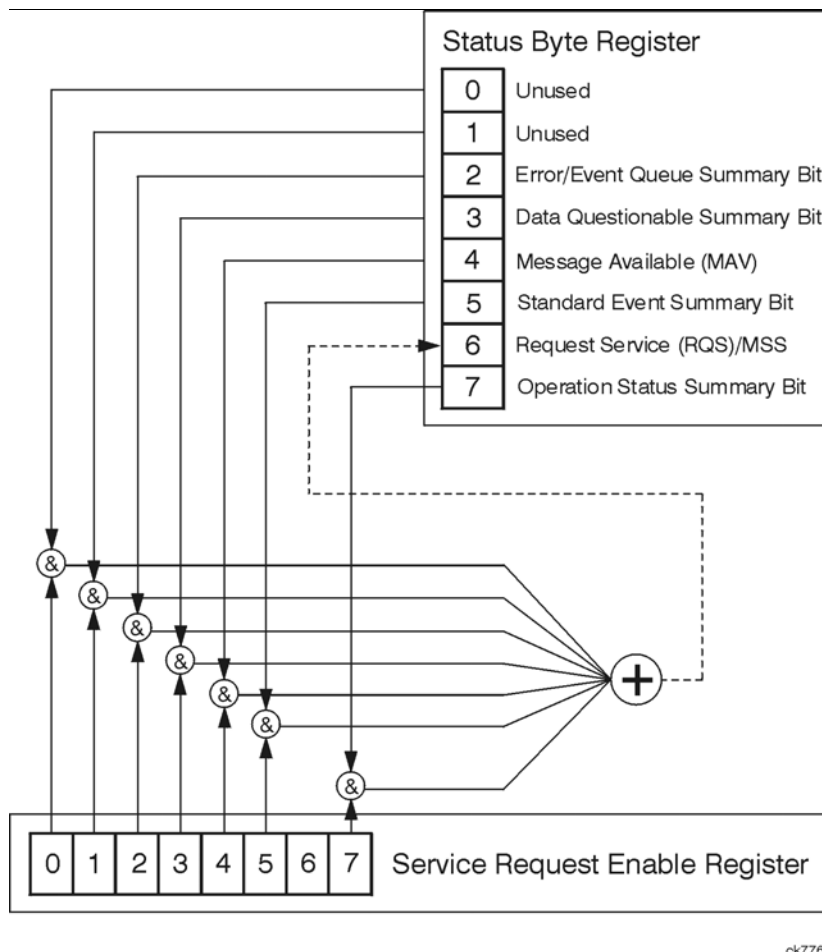 Status Byte Register
0 Unused
1 Unused
2 Error/Event Queue Summary Bit
3 Data Questionable Summary Bit
4 Message Available (MAV)
5 Standard Event Summary Bit
6 Request Service (RQS)/MSS
7 Operation Status Summary Bit
&
&
&
&
&
&
&
+
0 1 2 3 4 5 6 7 Service Request Enable Register
ck776